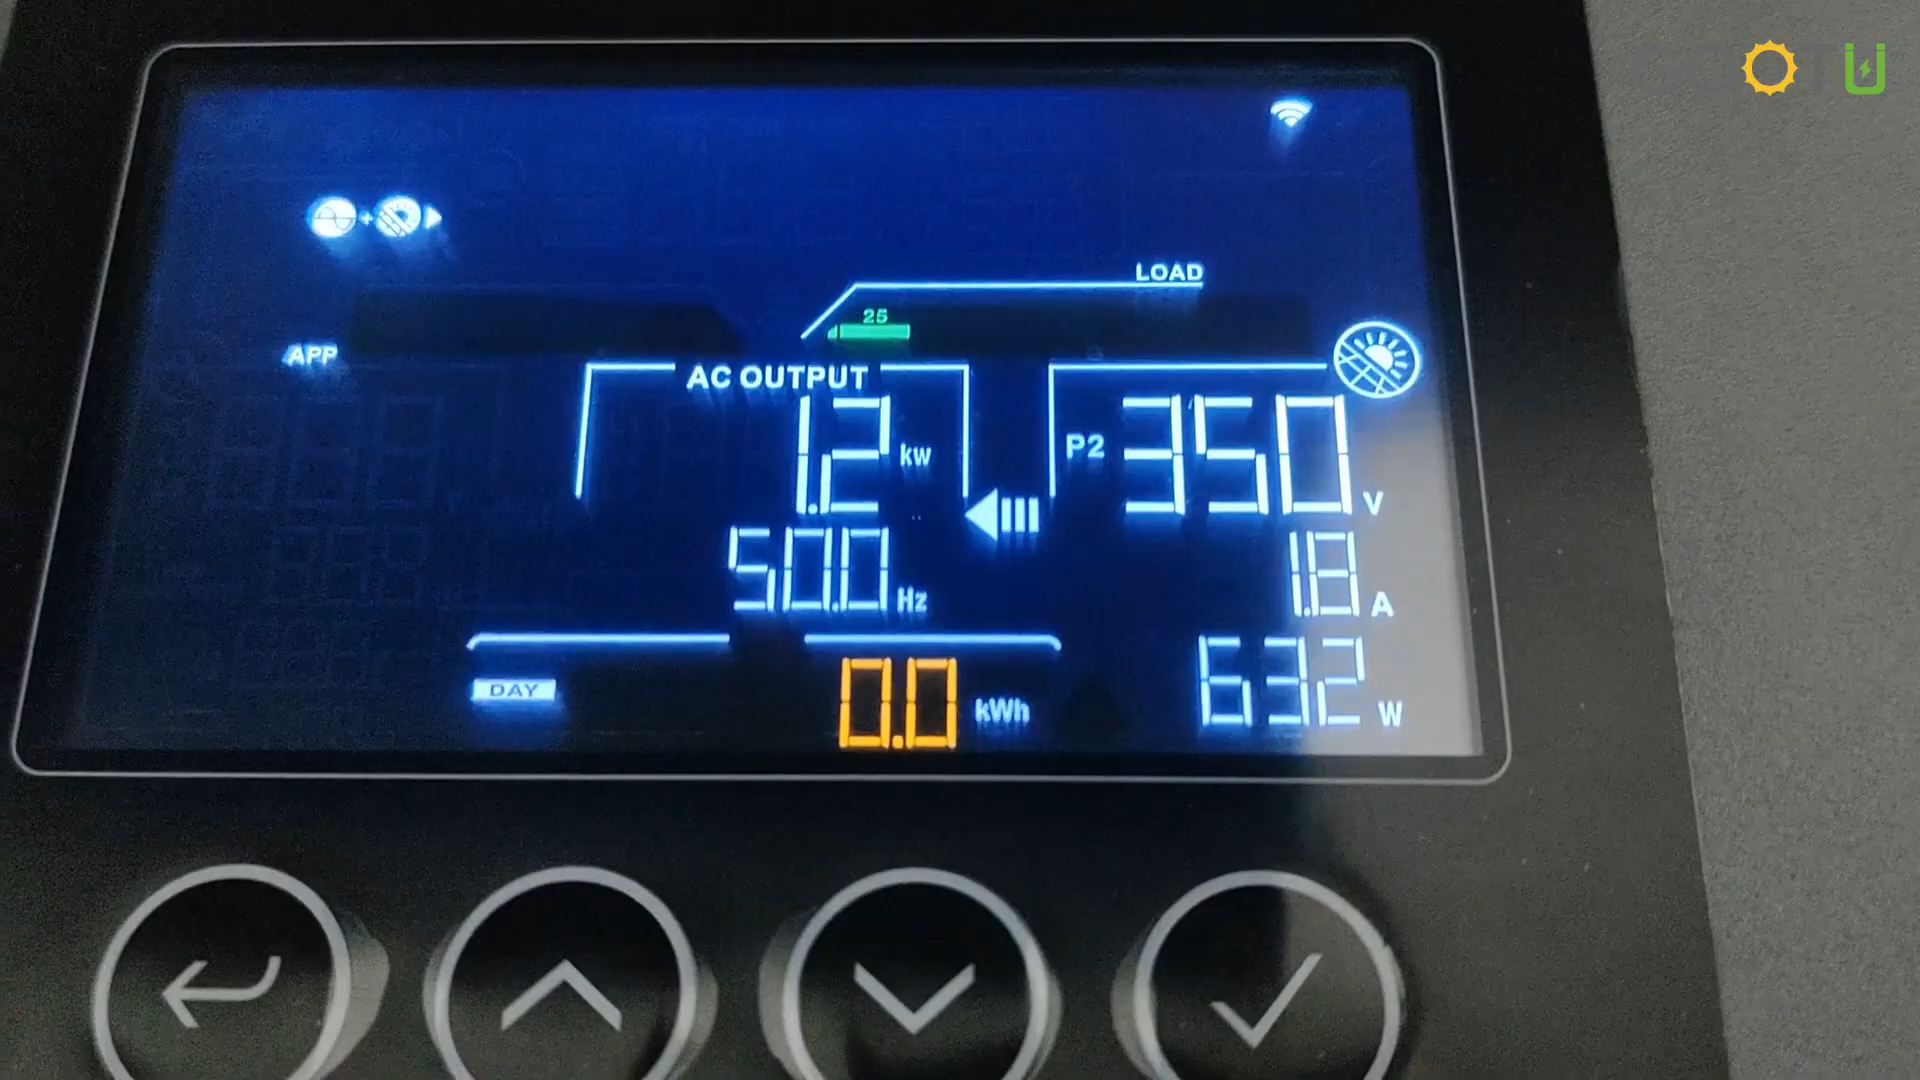 LOAD
25
APP
AC OUTPUT
1.2 kw
P2 350 V
50.0 Hz
1.8 A
DAY
0.0 kWh
632 W